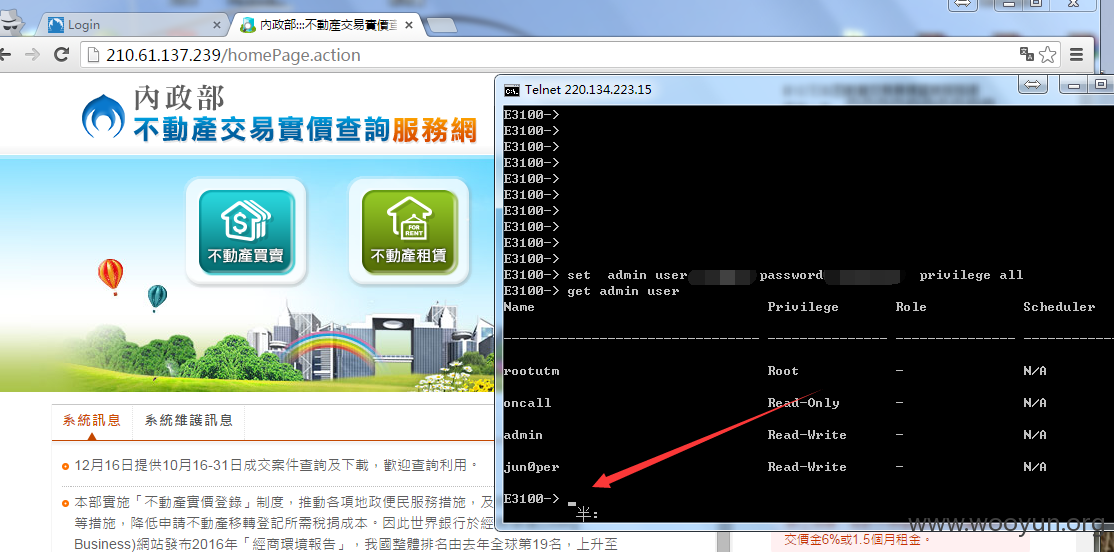 Login
內政部:::不動產交易實價查
210.61.137.239/homePage.action
內政部
不動產交易實價查詢服務網
不動產買賣
FOR RENT
不動產租賃
系統訊息 系統維護訊息
12月16日提供10月16-31日成交案件查詢及下載，歡迎查詢利用。
本部實施「不動產實價登錄」制度，推動各項地政便民服務措施，及
等措施，降低申請不動產移轉登記所需稅捐成本。因此世界銀行於經
Business)網站發布2016年「經商環境報告」，我國整體排名由去年全球第19名，上升至
Telnet 220.134.223.15
E3100->
E3100->
E3100->
E3100->
E3100->
E3100->
E3100->
E3100->
E3100->
E3100->
E3100-> set admin user password privilege all
E3100-> get admin user
Name Privilege Role Scheduler
rootutm Root - N/A
oncall Read-Only - N/A
admin Read-Write - N/A
jun0per Read-Write - N/A
E3100-> _
半:
www.wooyun.org
交價金6%或1.5個月租金。